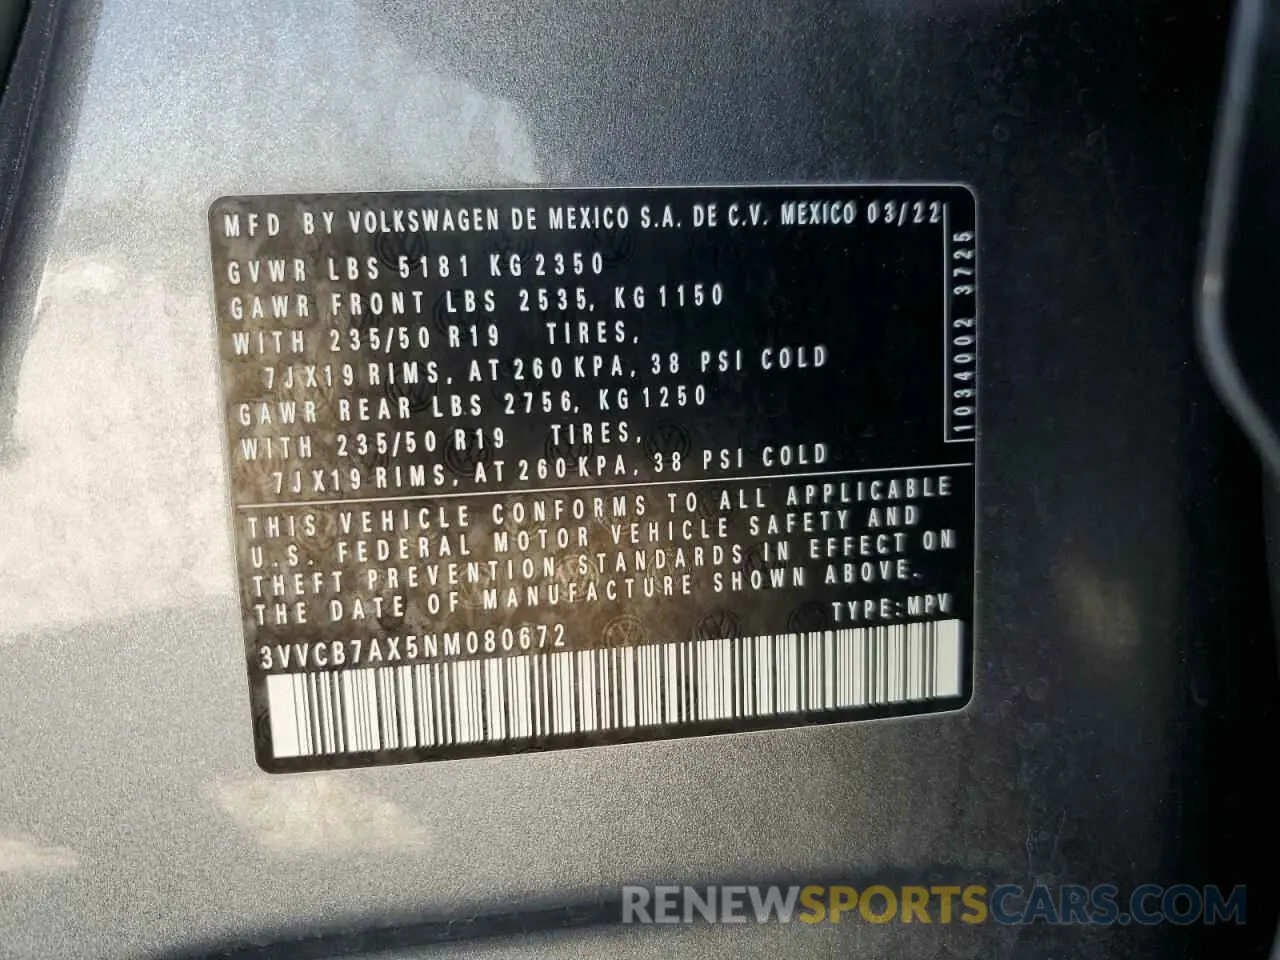 MFD BY VOLKSWAGEN DE MEXICO S.A. DE C.V. MEXICO 03/22
GVWR LBS 5181 KG 2350
GAWR FRONT LBS 2535, KG 1150
WITH 235/50 R19 TIRES,
7JX19 RIMS, AT 260 KPA, 38 PSI COLD
GAWR REAR LBS 2756, KG 1250
WITH 235/50 R19 TIRES,
7JX19 RIMS, AT 260 KPA, 38 PSI COLD
1034002 3725
THIS VEHICLE CONFORMS TO ALL APPLICABLE
U.S. FEDERAL MOTOR VEHICLE SAFETY AND
THEFT PREVENTION STANDARDS IN EFFECT ON
THE DATE OF MANUFACTURE SHOWN ABOVE.
TYPE: MPV
3VVCB7AX5NM080672
RENEWSPORTSCARS.COM